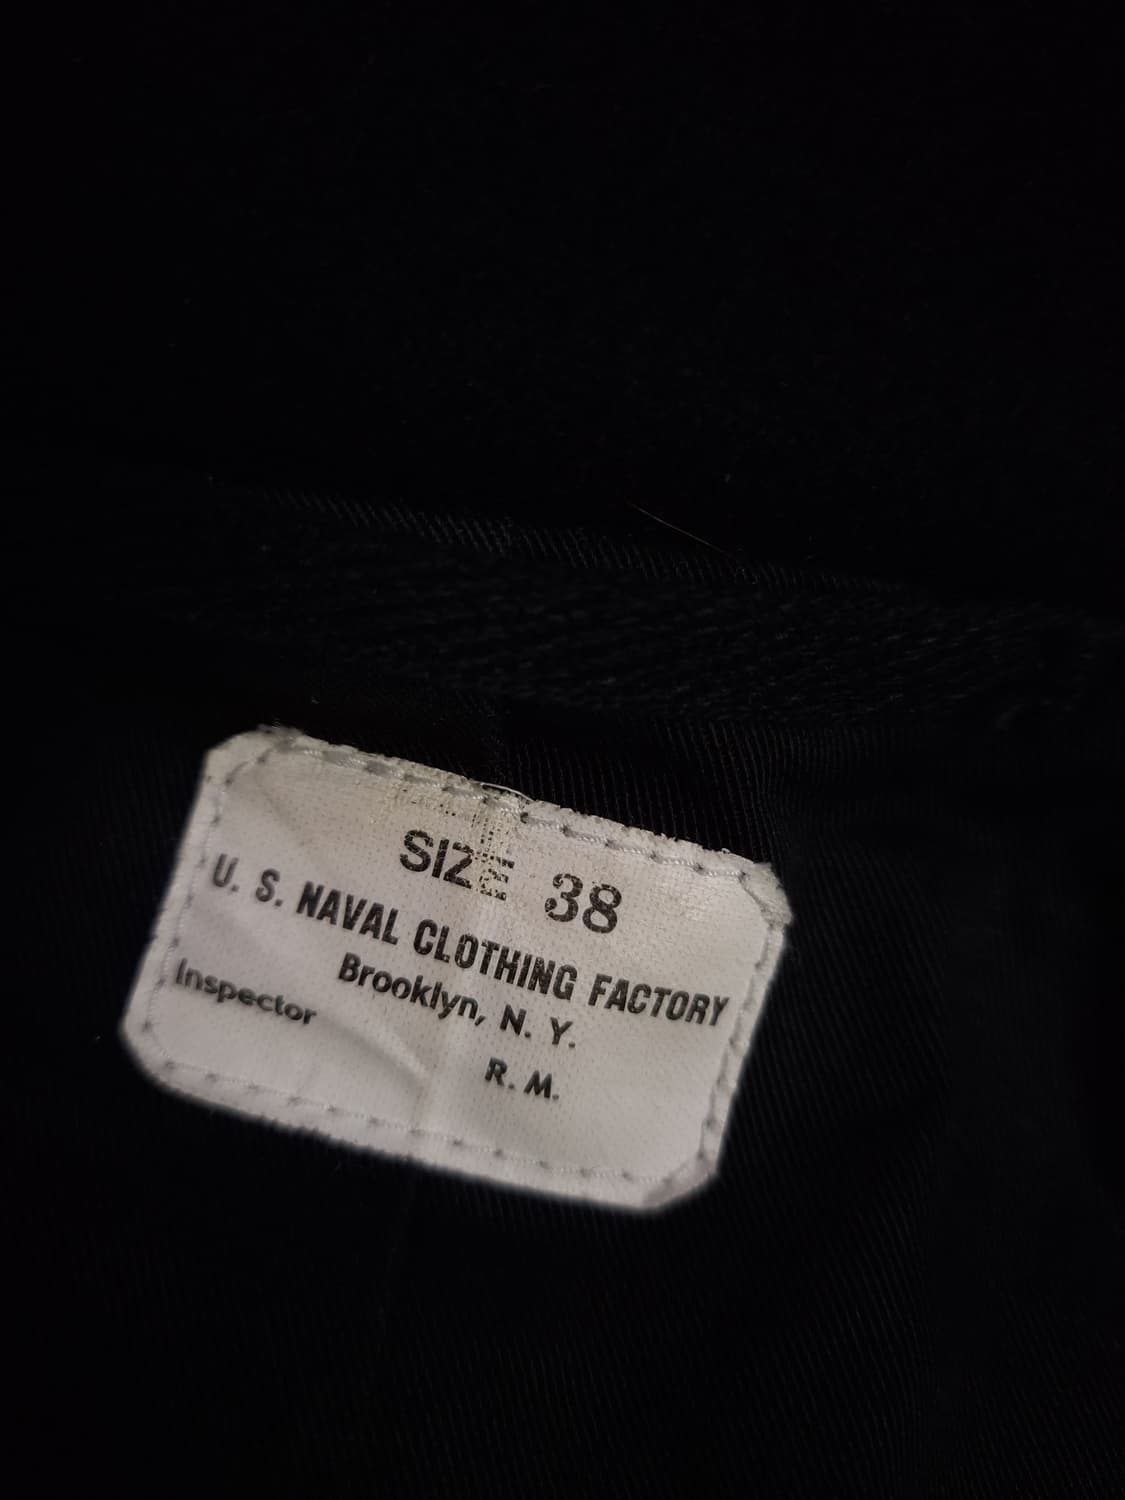 SIZE 38
U. S. NAVAL CLOTHING FACTORY
Brooklyn, N. Y.
Inspector
R. M.